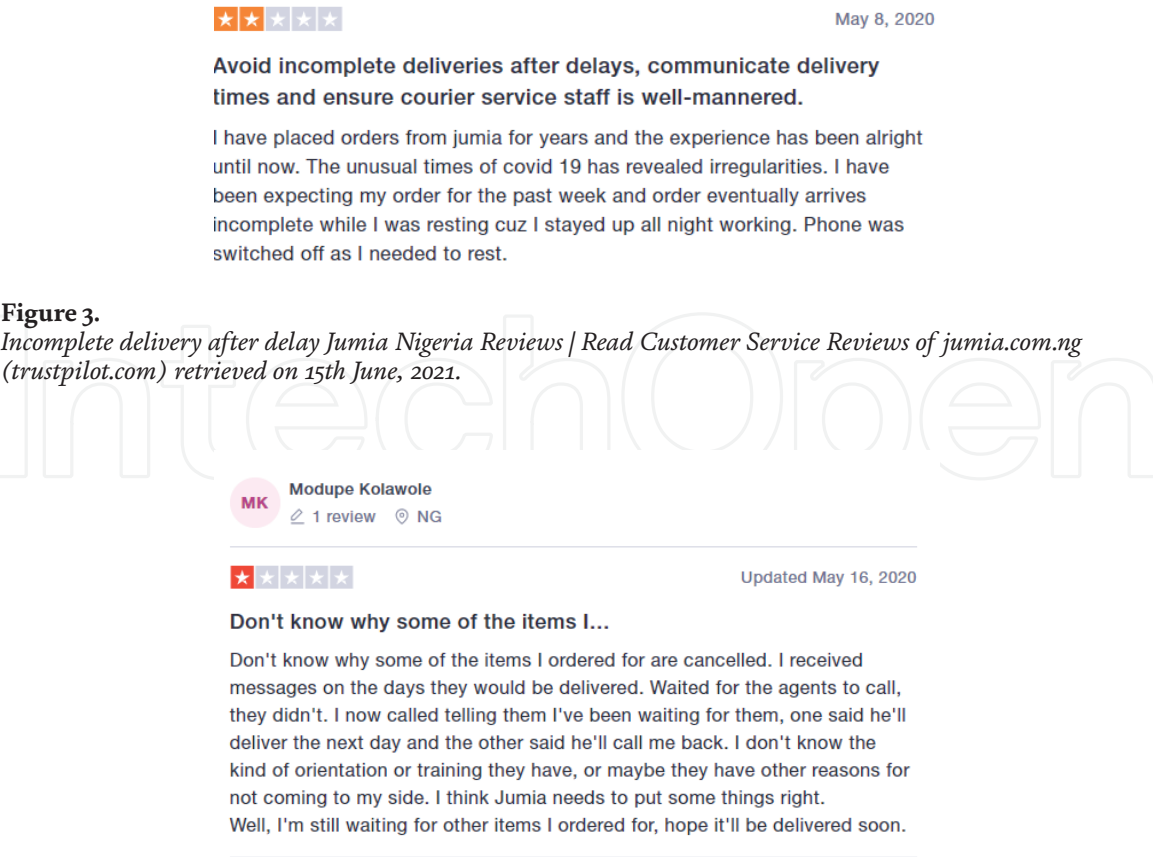 May 8, 2020
Avoid incomplete deliveries after delays, communicate delivery
times and ensure courier service staff is well-mannered.
I have placed orders from jumia for years and the experience has been alright
until now. The unusual times of covid 19 has revealed irregularities. I have
been expecting my order for the past week and order eventually arrives
incomplete while I was resting cuz I stayed up all night working. Phone was
switched off as I needed to rest.
Figure 3.
Incomplete delivery after delay Jumia Nigeria Reviews | Read Customer Service Reviews of jumia.com.ng
(trustpilot.com) retrieved on 15th June, 2021.
IntechOpen
MK
Modupe Kolawole
1 review NG
Updated May 16, 2020
Don't know why some of the items I...
Don't know why some of the items I ordered for are cancelled. I received
messages on the days they would be delivered. Waited for the agents to call,
they didn't. I now called telling them I've been waiting for them, one said he'll
deliver the next day and the other said he'll call me back. I don't know the
kind of orientation or training they have, or maybe they have other reasons for
not coming to my side. I think Jumia needs to put some things right.
Well, I'm still waiting for other items I ordered for, hope it'll be delivered soon.